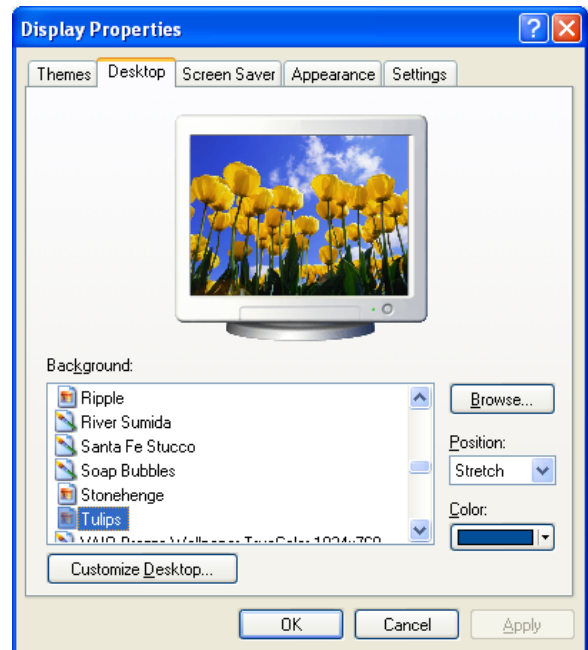 Display Properties
Themes Desktop Screen Saver Appearance Settings
Background:
Ripple
River Sumida
Santa Fe Stucco
Soap Bubbles
Stonehenge
Tulips
Browse...
Position:
Stretch
Color:
Customize Desktop...
OK Cancel Apply